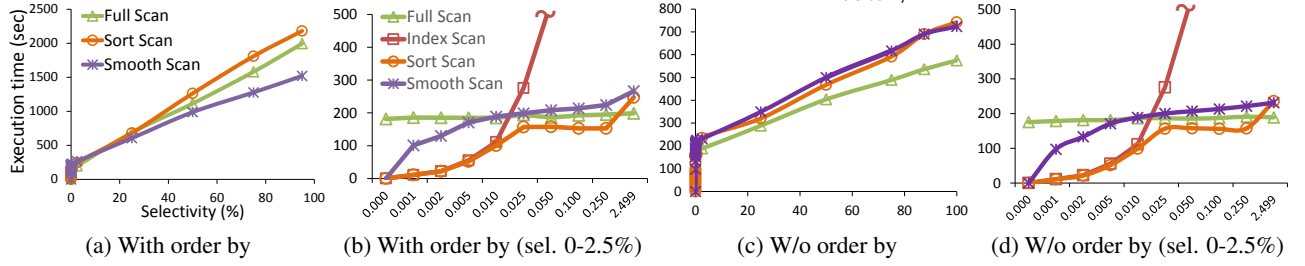 Execution time (sec)
2500
2000
1500
1000
500
0
0 20 40 60 80 100
Selectivity (%)
Full Scan
Sort Scan
Smooth Scan
(a) With order by
500
400
300
200
100
0
0.000 0.001 0.002 0.005 0.010 0.025 0.050 0.100 0.250 2.499
Full Scan
Index Scan
Sort Scan
Smooth Scan
(b) With order by (sel. 0-2.5%)
800
700
600
500
400
300
200
100
0
0 20 40 60 80 100
(c) W/o order by
500
400
300
200
100
0
0.000 0.001 0.002 0.005 0.010 0.025 0.050 0.100 0.250 2.499
(d) W/o order by (sel. 0-2.5%)